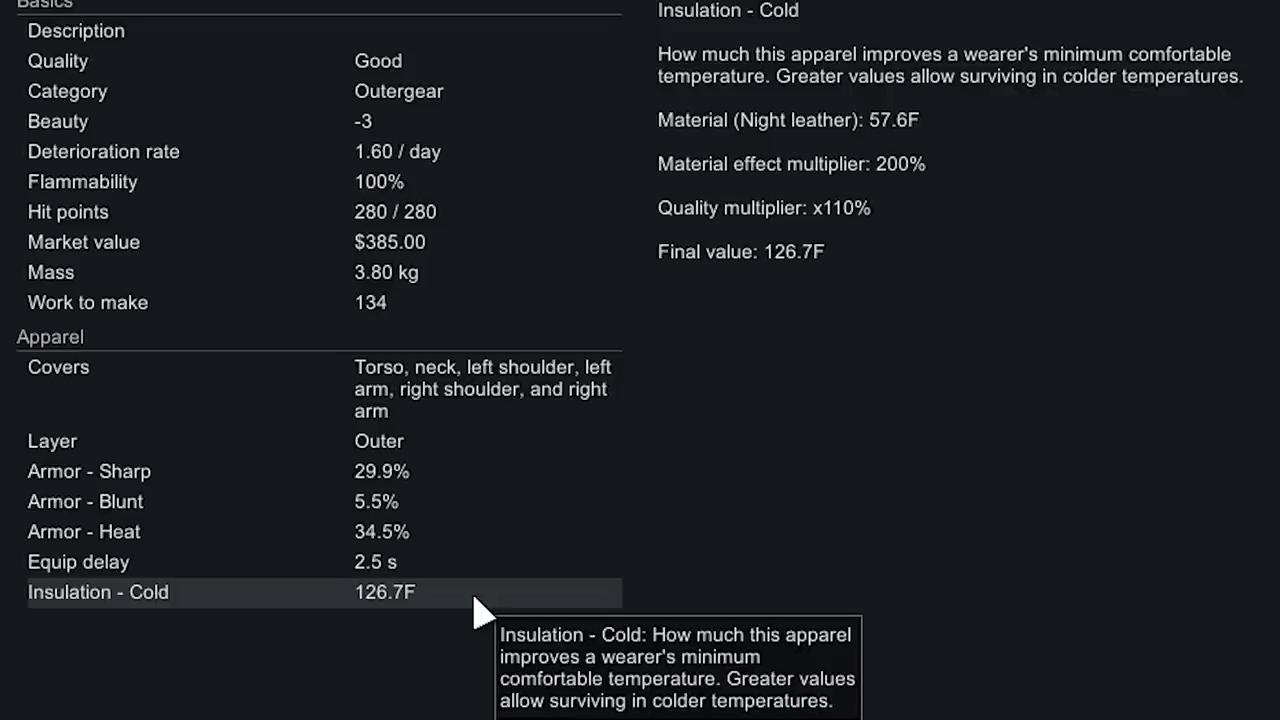 Basics
Description
Quality Good
Category Outergear
Beauty -3
Deterioration rate 1.60 / day
Flammability 100%
Hit points 280 / 280
Market value $385.00
Mass 3.80 kg
Work to make 134
Apparel
Covers Torso, neck, left shoulder, left
arm, right shoulder, and right
arm
Layer Outer
Armor - Sharp 29.9%
Armor - Blunt 5.5%
Armor - Heat 34.5%
Equip delay 2.5 s
Insulation - Cold 126.7F
Insulation - Cold
How much this apparel improves a wearer's minimum comfortable
temperature. Greater values allow surviving in colder temperatures.
Material (Night leather): 57.6F
Material effect multiplier: 200%
Quality multiplier: x110%
Final value: 126.7F
Insulation - Cold: How much this apparel
improves a wearer's minimum
comfortable temperature. Greater values
allow surviving in colder temperatures.